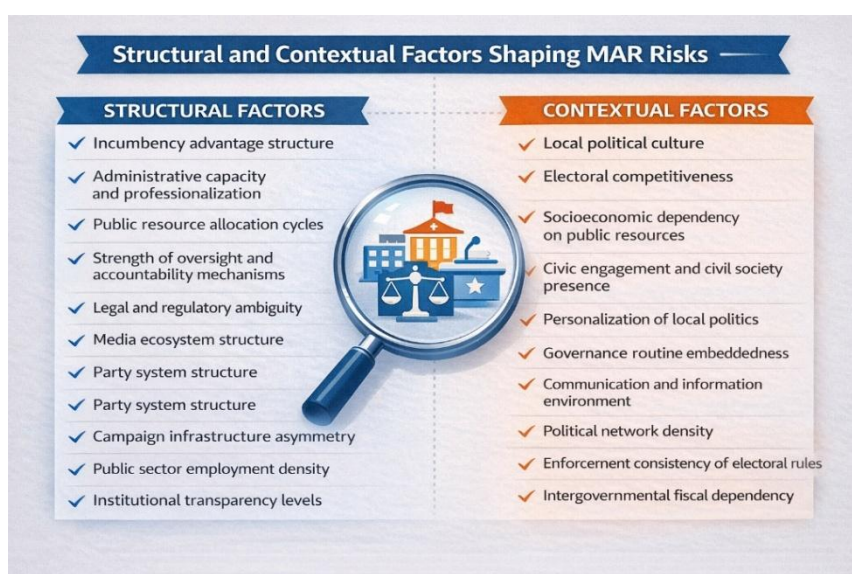 Structural and Contextual Factors Shaping MAR Risks
STRUCTURAL FACTORS
Incumbency advantage structure
Administrative capacity
and professionalization
Public resource allocation cycles
Strength of oversight and
accountability mechanisms
Legal and regulatory ambiguity
Media ecosystem structure
Party system structure
Party system structure
Campaign infrastructure asymmetry
Public sector employment density
Institutional transparency levels
CONTEXTUAL FACTORS
Local political culture
Electoral competitiveness
Socioeconomic dependency
on public resources
Civic engagement and civil society
presence
Personalization of local politics
Governance routine embeddedness
Communication and information
environment
Political network density
Enforcement consistency of electoral rules
Intergovernmental fiscal dependency